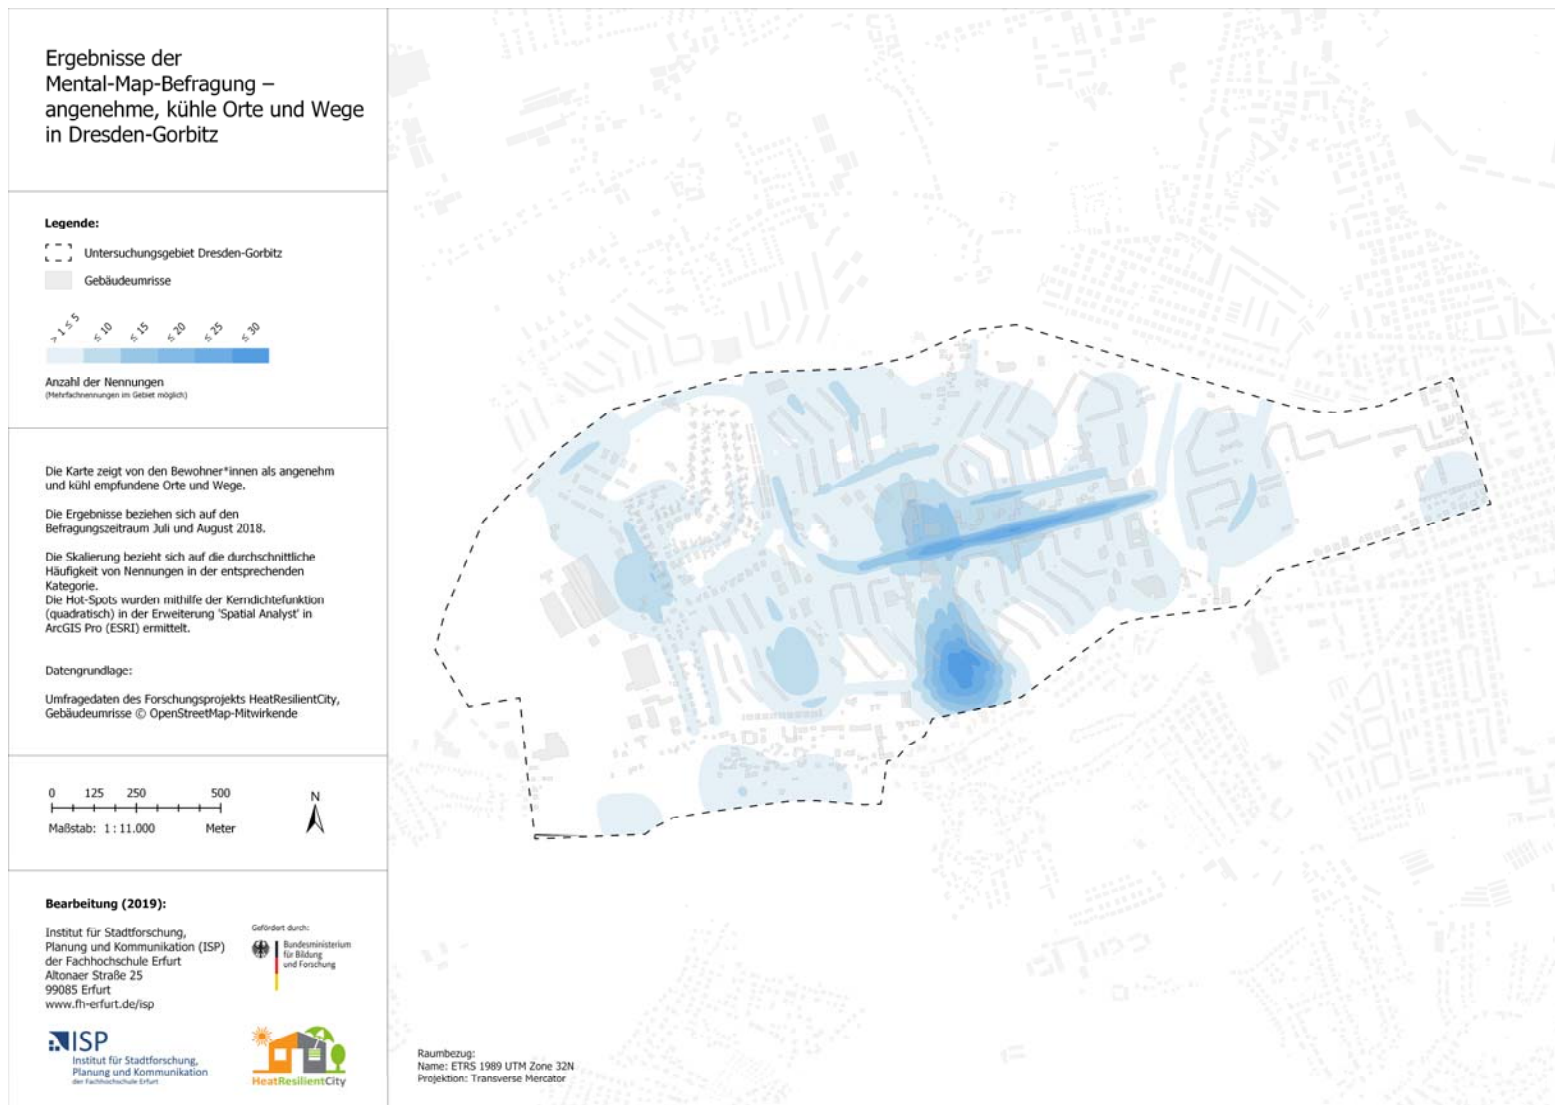 Ergebnisse der
Mental-Map-Befragung –
angenehme, kühle Orte und Wege
in Dresden-Gorbitz
Legende:
Untersuchungsgebiet Dresden-Gorbitz
Gebäudeumrisse
> 1 ≤ 5
≤ 10
≤ 15
≤ 20
≤ 25
≤ 30
Anzahl der Nennungen
(Mehrfachnennungen im Gebiet möglich)
Die Karte zeigt von den Bewohner*innen als angenehm
und kühl empfundene Orte und Wege.
Die Ergebnisse beziehen sich auf den
Befragungszeitraum Juli und August 2018.
Die Skalierung bezieht sich auf die durchschnittliche
Häufigkeit von Nennungen in der entsprechenden
Kategorie.
Die Hot-Spots wurden mithilfe der Kerndichtefunktion
(quadratisch) in der Erweiterung 'Spatial Analyst' in
ArcGIS Pro (ESRI) ermittelt.
Datengrundlage:
Umfragedaten des Forschungsprojekts HeatResilientCity,
Gebäudeumrisse © OpenStreetMap-Mitwirkende
0 125 250 500
Maßstab: 1 : 11.000 Meter
N
Bearbeitung (2019):
Institut für Stadtforschung,
Planung und Kommunikation (ISP)
der Fachhochschule Erfurt
Altonaer Straße 25
99085 Erfurt
www.fh-erfurt.de/isp
Gefördert durch:
Bundesministerium
für Bildung
und Forschung
ISP
Institut für Stadtforschung,
Planung und Kommunikation
der Fachhochschule Erfurt
HeatResilientCity
Raumbezug:
Name: ETRS 1989 UTM Zone 32N
Projektion: Transverse Mercator